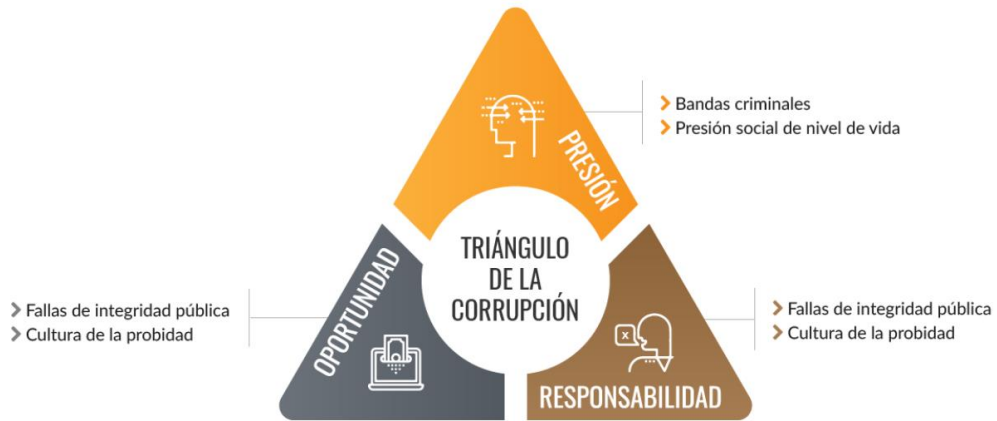 Bandas criminales
Presión social de nivel de vida
PRESIÓN
TRIÁNGULO
DE LA
CORRUPCIÓN
OPORTUNIDAD
Fallas de integridad pública
Cultura de la probidad
x
RESPONSABILIDAD
Fallas de integridad pública
Cultura de la probidad